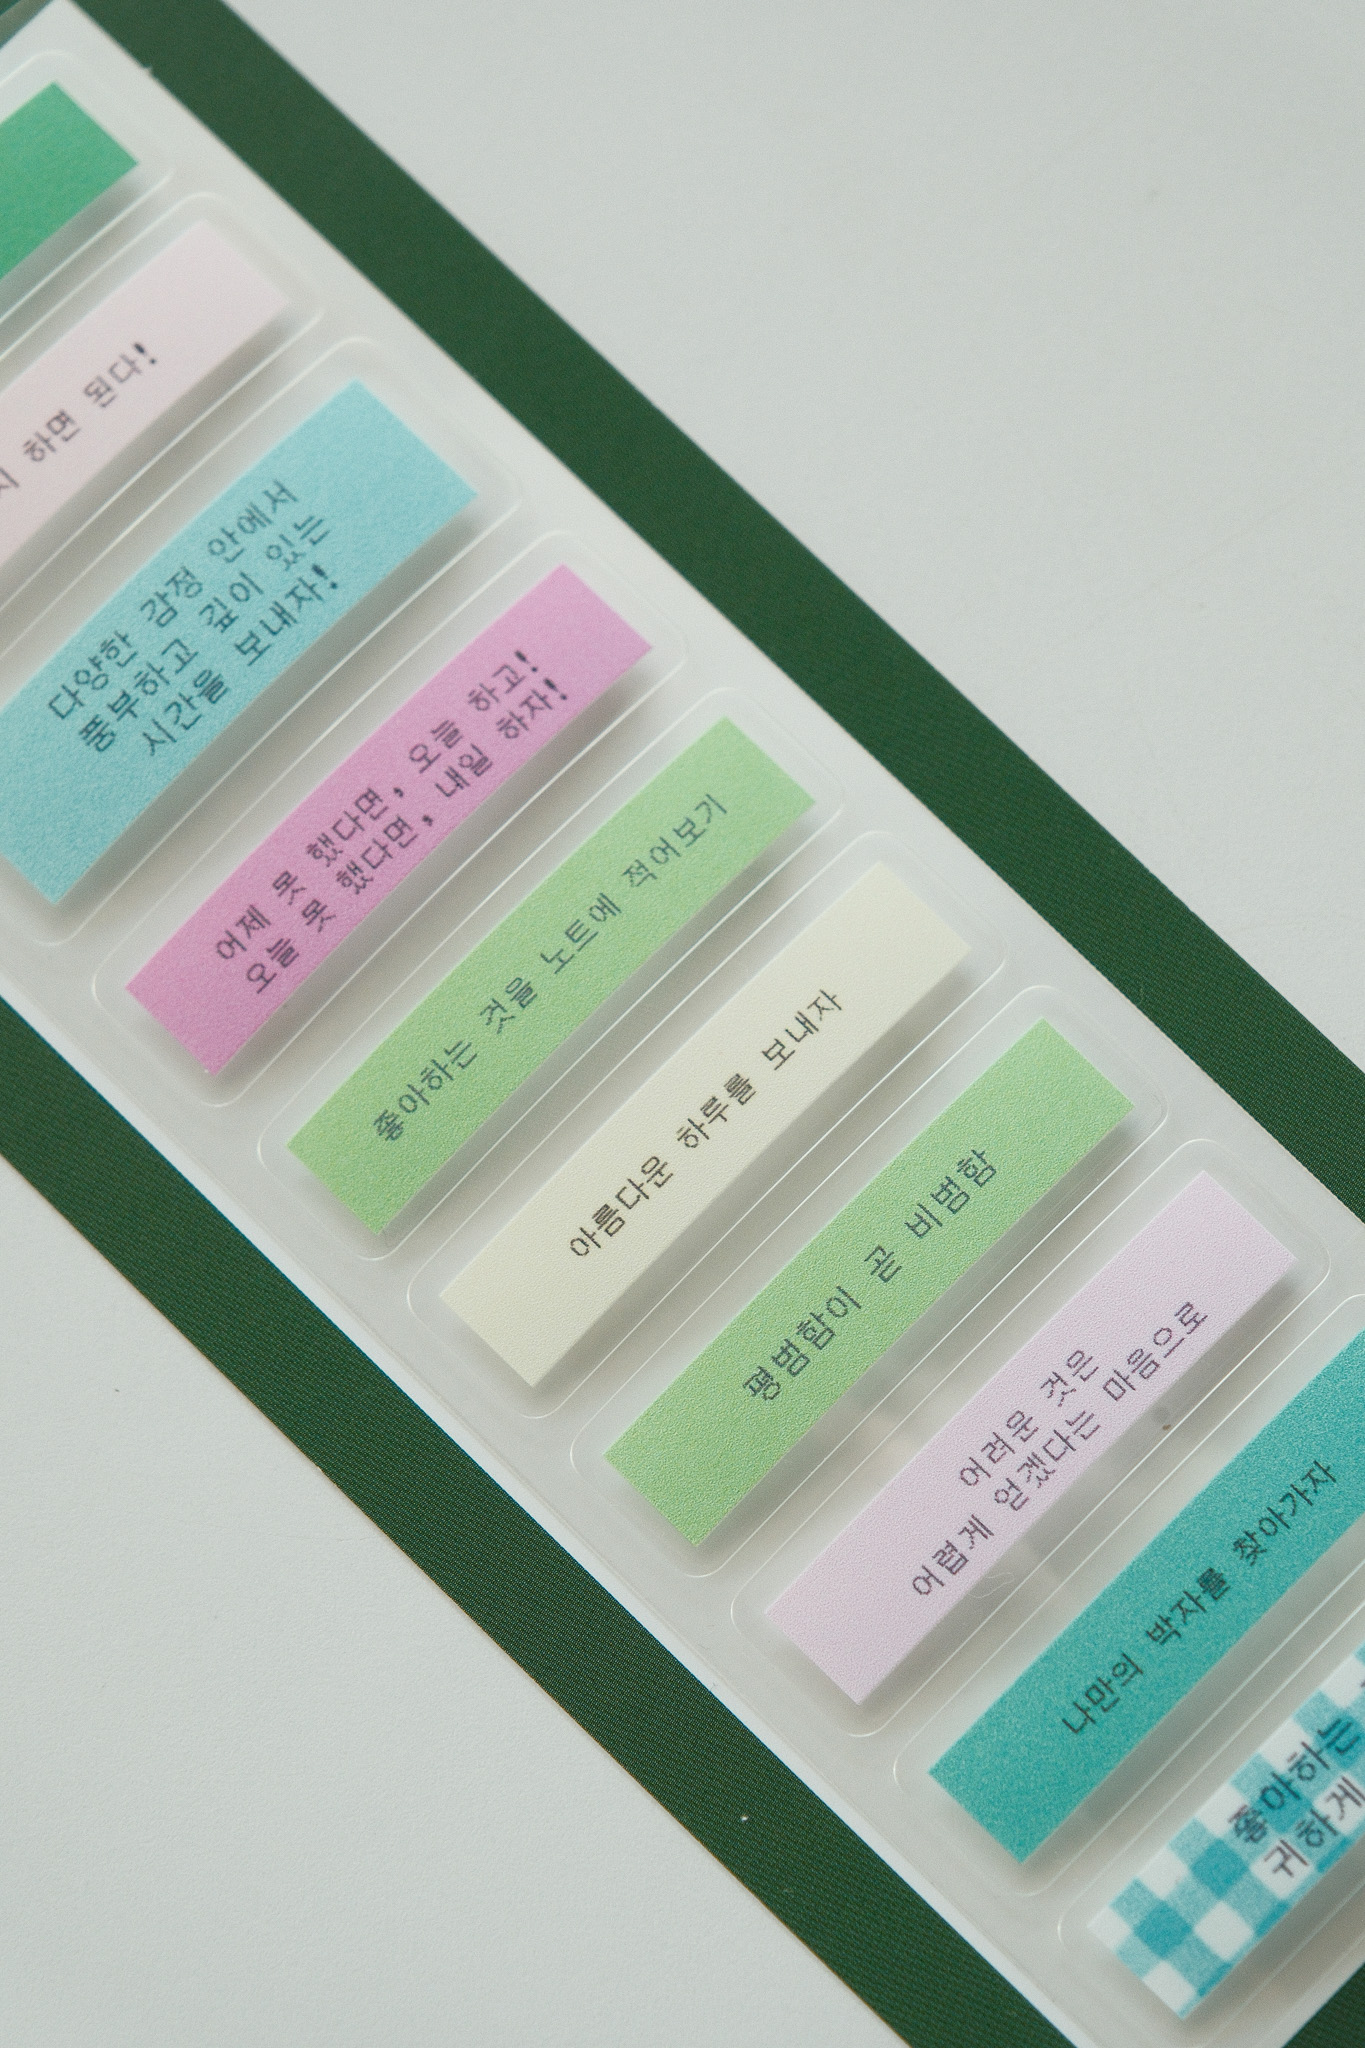 하면 된다!
다양한 감정 안에서
풍부하고 깊이 있는
시간을 보내자!
어제 못 했다면, 오늘 하고!
오늘 못 했다면, 내일 하자!
좋아하는 것을 노트에 적어보기
아름다운 하루를 보내자
평범함이 곧 비범함
어려운 것은
어렵게 얻겠다는 마음으로
나만의 박자를 찾아가자
좋아하는
귀하게